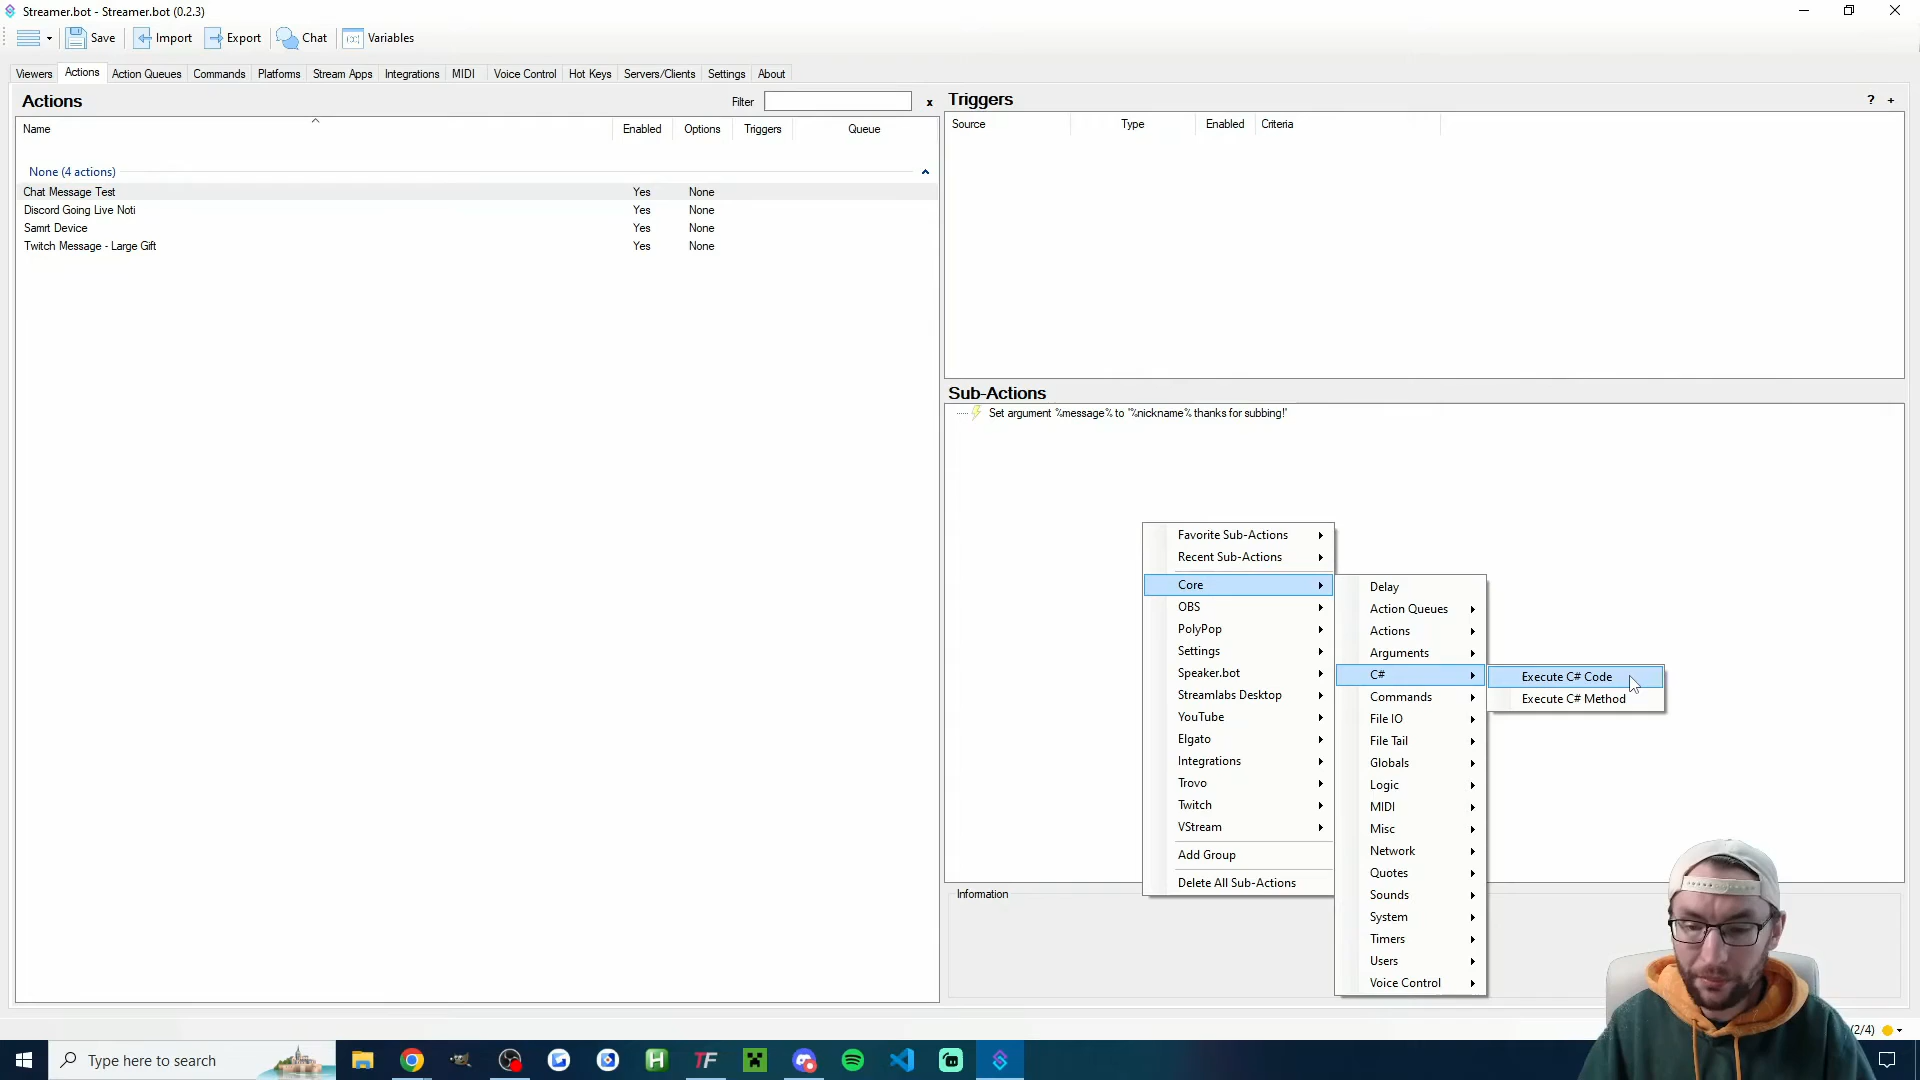 Streamer.bot - Streamer.bot (0.2.3)
Save Import Export Chat Variables
Viewers Actions Action Queues Commands Platforms Stream Apps Integrations MIDI Voice Control Hot Keys Servers/Clients Settings About
Actions
Filter
x
Name Enabled Options Triggers Queue
None (4 actions)
Chat Message Test Yes None
Discord Going Live Noti Yes None
Samrt Device Yes None
Twitch Message - Large Gift Yes None
Triggers
? +
Source Type Enabled Criteria
Sub-Actions
Set argument %message% to '%nickname% thanks for subbing!'
Favorite Sub-Actions
Recent Sub-Actions
Core
OBS
PolyPop
Settings
Speaker.bot
Streamlabs Desktop
YouTube
Elgato
Integrations
Trovo
Twitch
VStream
Add Group
Delete All Sub-Actions
Delay
Action Queues
Actions
Arguments
C#
Commands
File IO
File Tail
Globals
Logic
MIDI
Misc
Network
Quotes
Sounds
System
Timers
Users
Voice Control
Execute C# Code
Execute C# Method
Information
(2/4)
Type here to search
H
TF